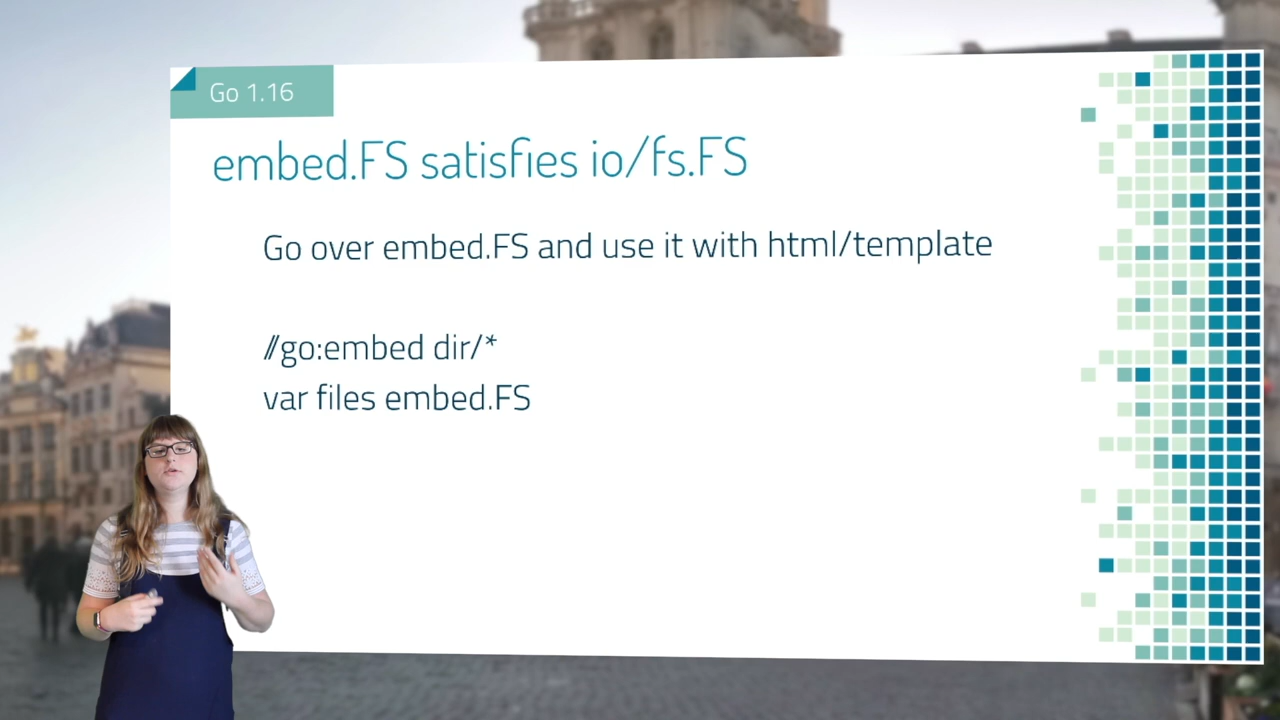 Go 1.16
embed.FS satisfies io/fs.FS
Go over embed.FS and use it with html/template
//go:embed dir/*
var files embed.FS